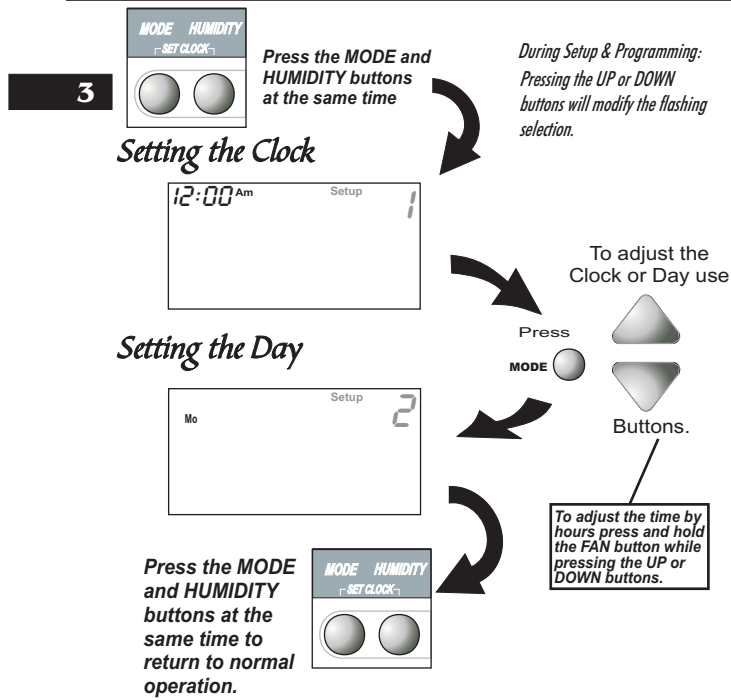 MODE HUMIDITY
SET CLOCK
Press the MODE and
HUMIDITY buttons
at the same time
During Setup & Programming:
Pressing the UP or DOWN
buttons will modify the flashing
selection.
3
Setting the Clock
12:00 Am
Setup
1
To adjust the
Clock or Day use
Press
MODE
Buttons.
Setting the Day
Setup
2
Mo
To adjust the time by
hours press and hold
the FAN button while
pressing the UP or
DOWN buttons.
Press the MODE
and HUMIDITY
buttons at the
same time to
return to normal
operation.
MODE HUMIDITY
SET CLOCK